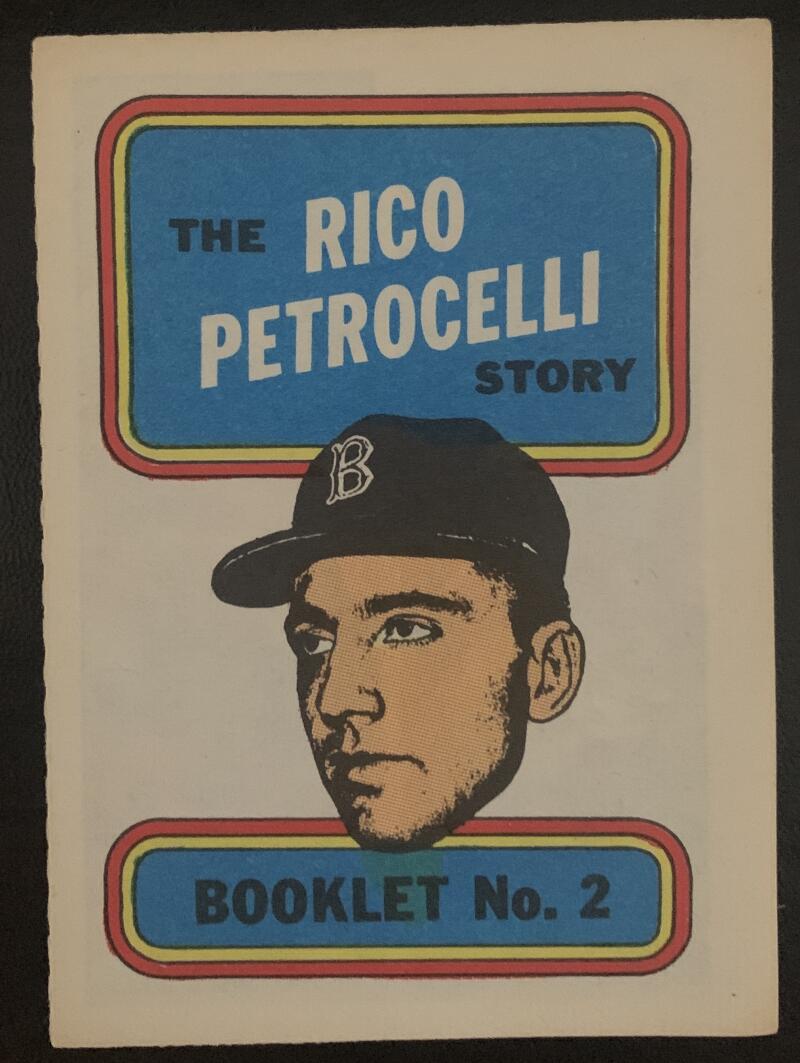 THE RICO
PETROCELLI
STORY
B
BOOKLET No. 2